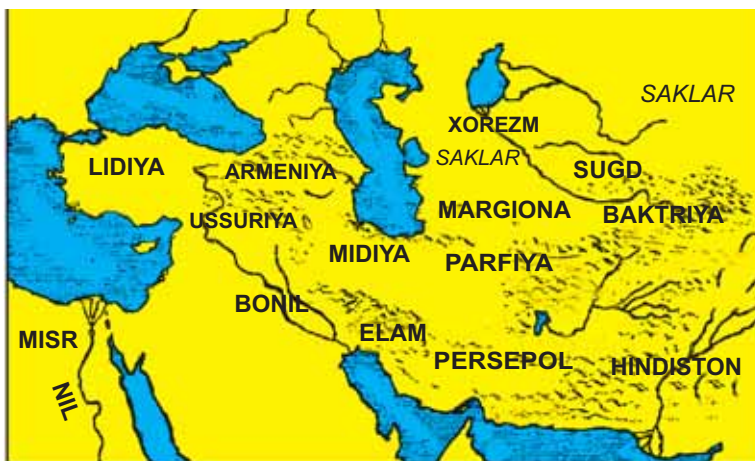 SAKLAR
XOREZM
SAKLAR
SUGD
LIDIYA
ARMENIYA
MARGIONA
BAKTRIYA
USSURIYA
MIDIYA
PARFIYA
BONIL
ELAM
MISR
PERSEPOL
HINDISTON
NIL